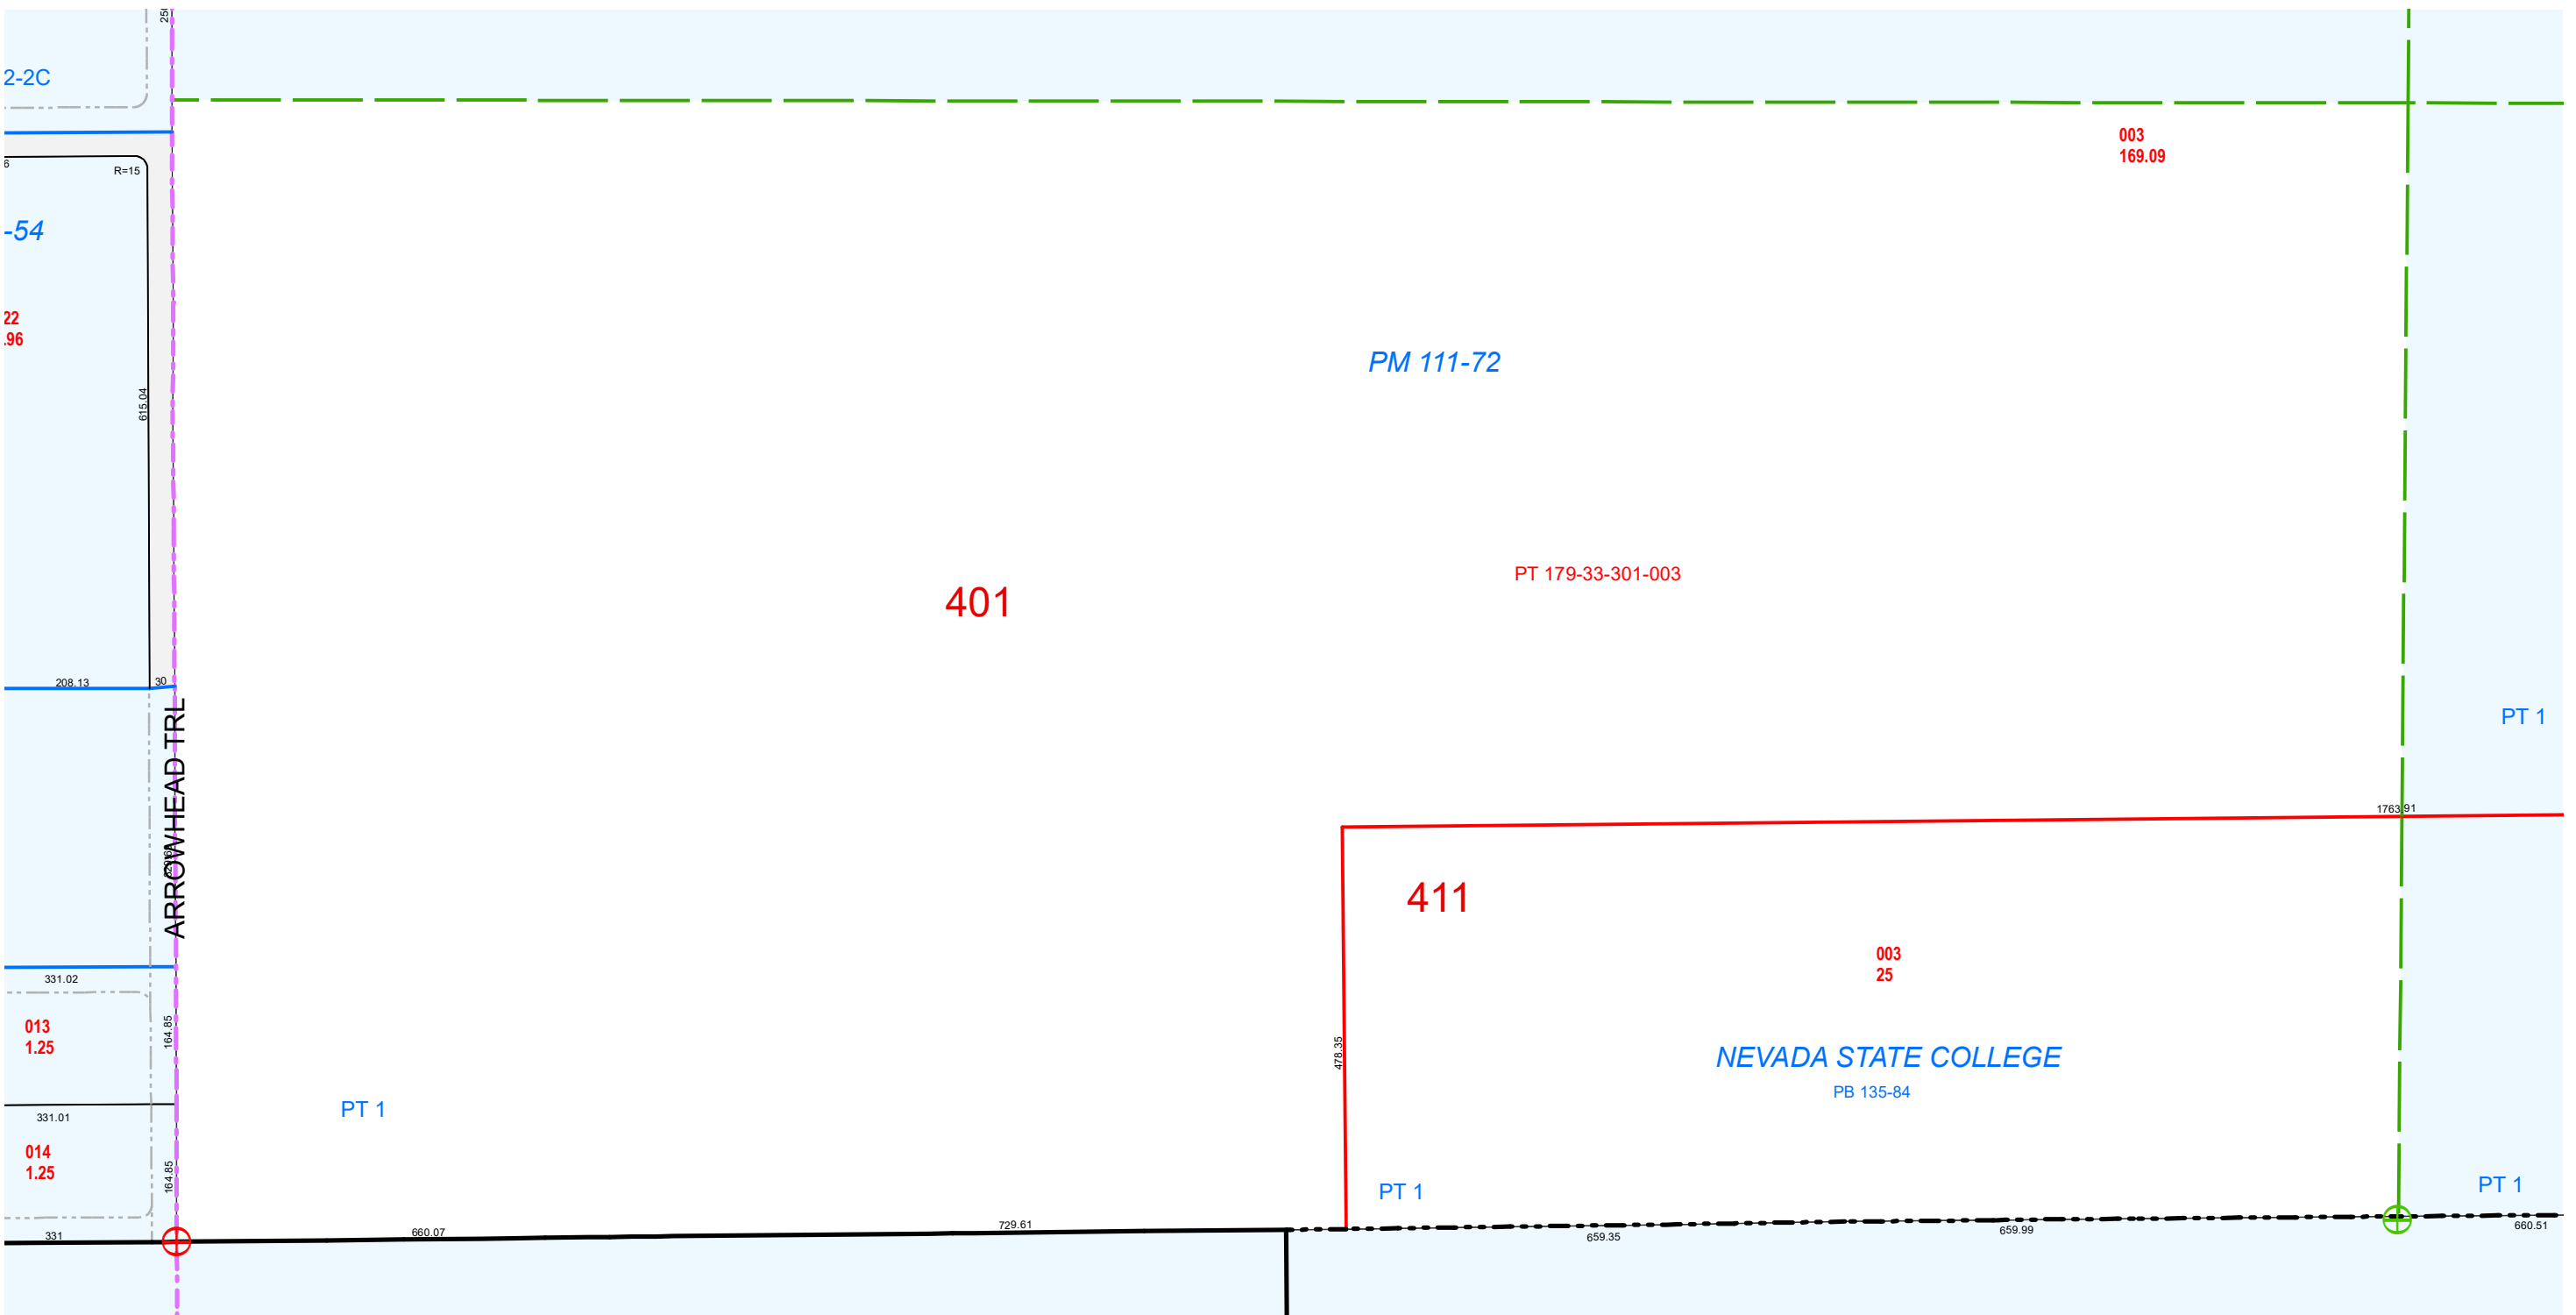 250
2-2C
003
169.09
6
R=15
-54
22
.96
PM 111-72
615.04
PT 179-33-301-003
401
208.13
30
PT 1
ARROWHEAD TRL
1763.91
411
003
25
331.02
013
1.25
164.85
478.35
NEVADA STATE COLLEGE
PB 135-84
PT 1
331.01
014
1.25
164.85
PT 1
PT 1
331
660.07
729.61
659.35
659.99
660.51